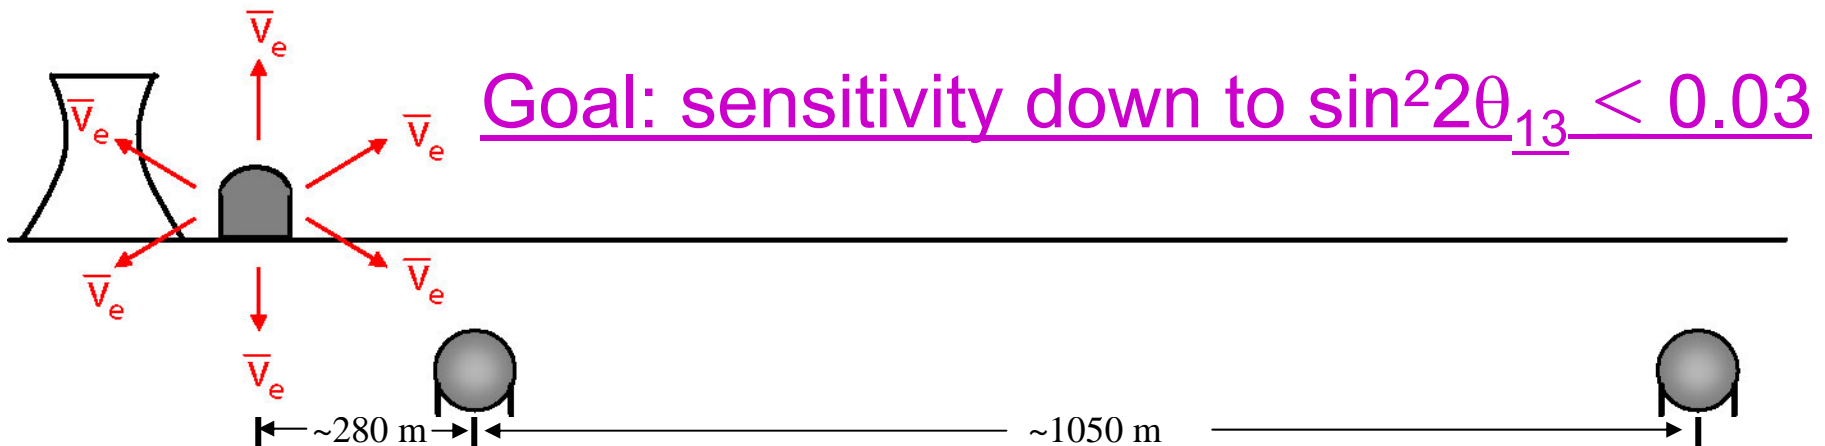 v̅e
Goal: sensitivity down to sin²2θ₁₃ < 0.03
v̅e
v̅e
v̅e
v̅e
v̅e
~280 m
~1050 m